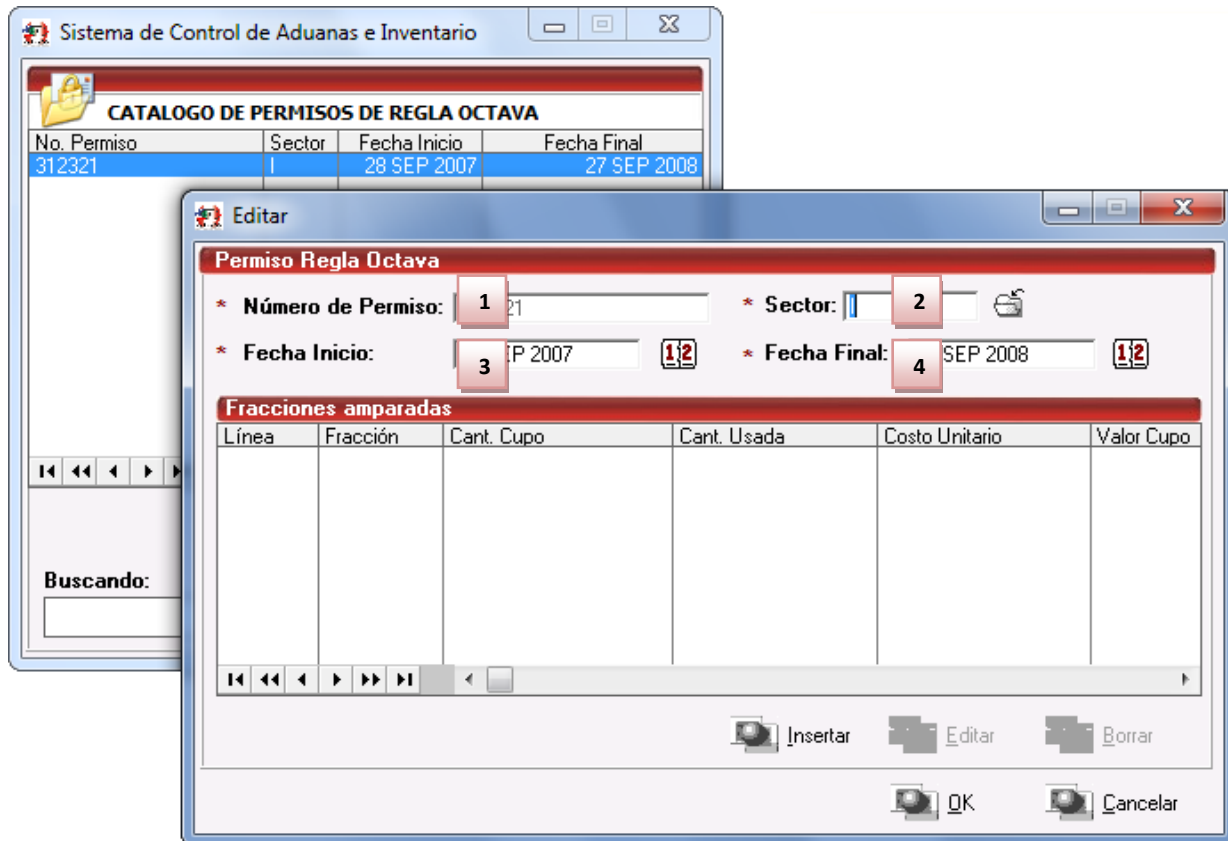 Sistema de Control de Aduanas e Inventario
CATALOGO DE PERMISOS DE REGLA OCTAVA
No. Permiso Sector Fecha Inicio Fecha Final
312321 I 28 SEP 2007 27 SEP 2008
Buscando:
Editar
Permiso Regla Octava
* Número de Permiso: 1 21 * Sector: 2
* Fecha Inicio: 3 EP 2007 12 * Fecha Final: 4 SEP 2008 12
Fracciones amparadas
Línea Fracción Cant. Cupo Cant. Usada Costo Unitario Valor Cupo
Insertar Editar Borrar
OK Cancelar